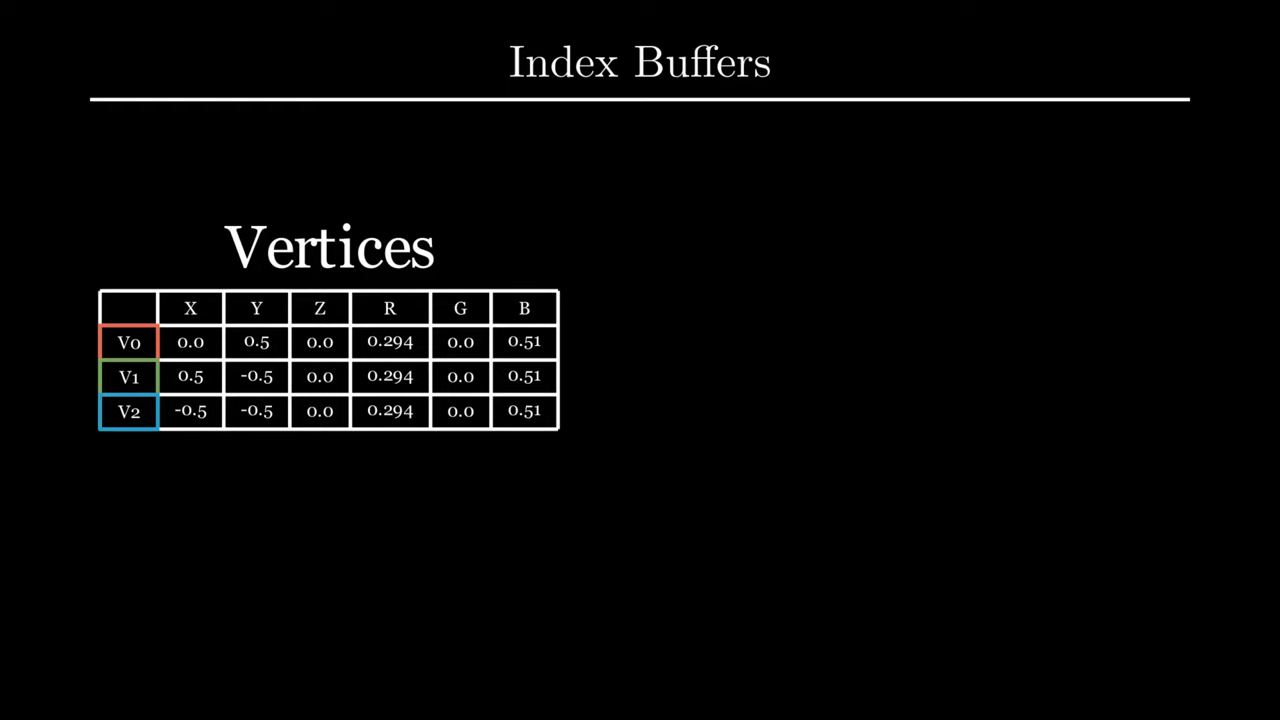 Index Buffers
Vertices
X Y Z R G B
V0 0.0 0.5 0.0 0.294 0.0 0.51
V1 0.5 -0.5 0.0 0.294 0.0 0.51
V2 -0.5 -0.5 0.0 0.294 0.0 0.51